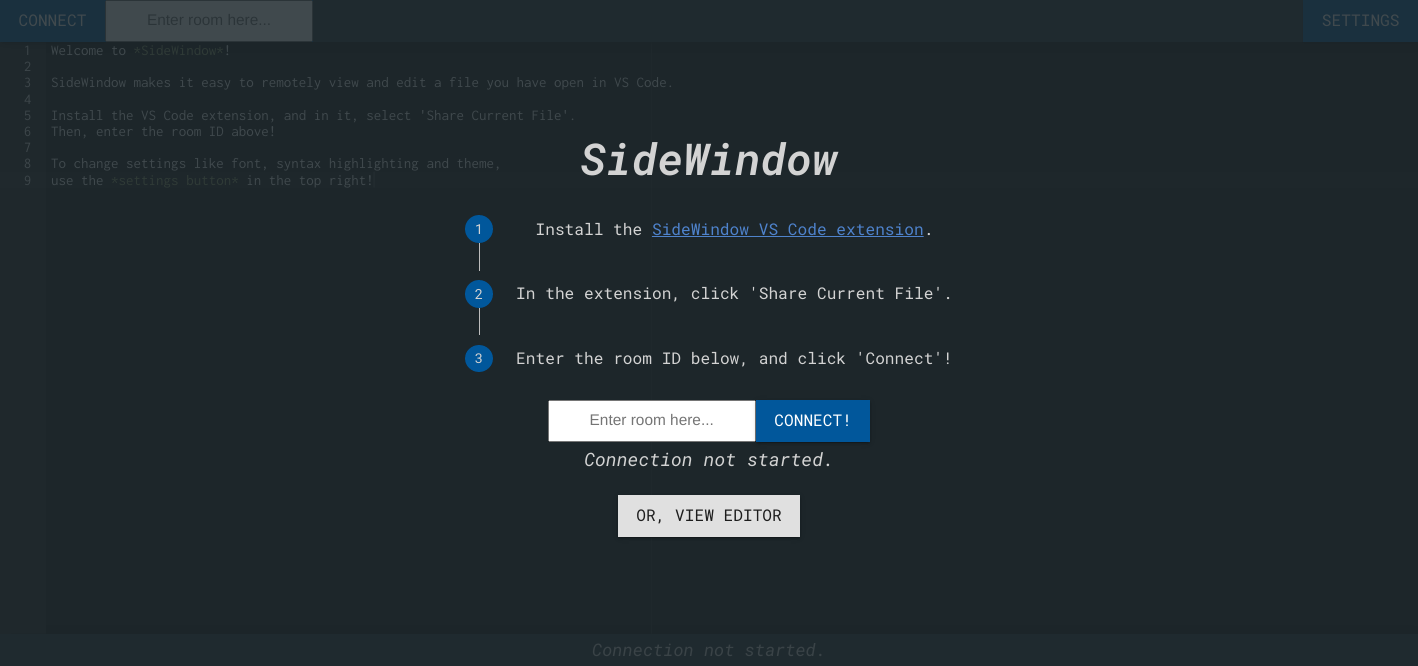 CONNECT Enter room here... SETTINGS
1 Welcome to *SideWindow*!
2
3 SideWindow makes it easy to remotely view and edit a file you have open in VS Code.
4
5 Install the VS Code extension, and in it, select 'Share Current File'.
6 Then, enter the room ID above!
7
8 To change settings like font, syntax highlighting and theme,
9 use the *settings button* in the top right!
SideWindow
1 Install the SideWindow VS Code extension.
2 In the extension, click 'Share Current File'.
3 Enter the room ID below, and click 'Connect'!
Enter room here... CONNECT!
Connection not started.
OR, VIEW EDITOR
Connection not started.